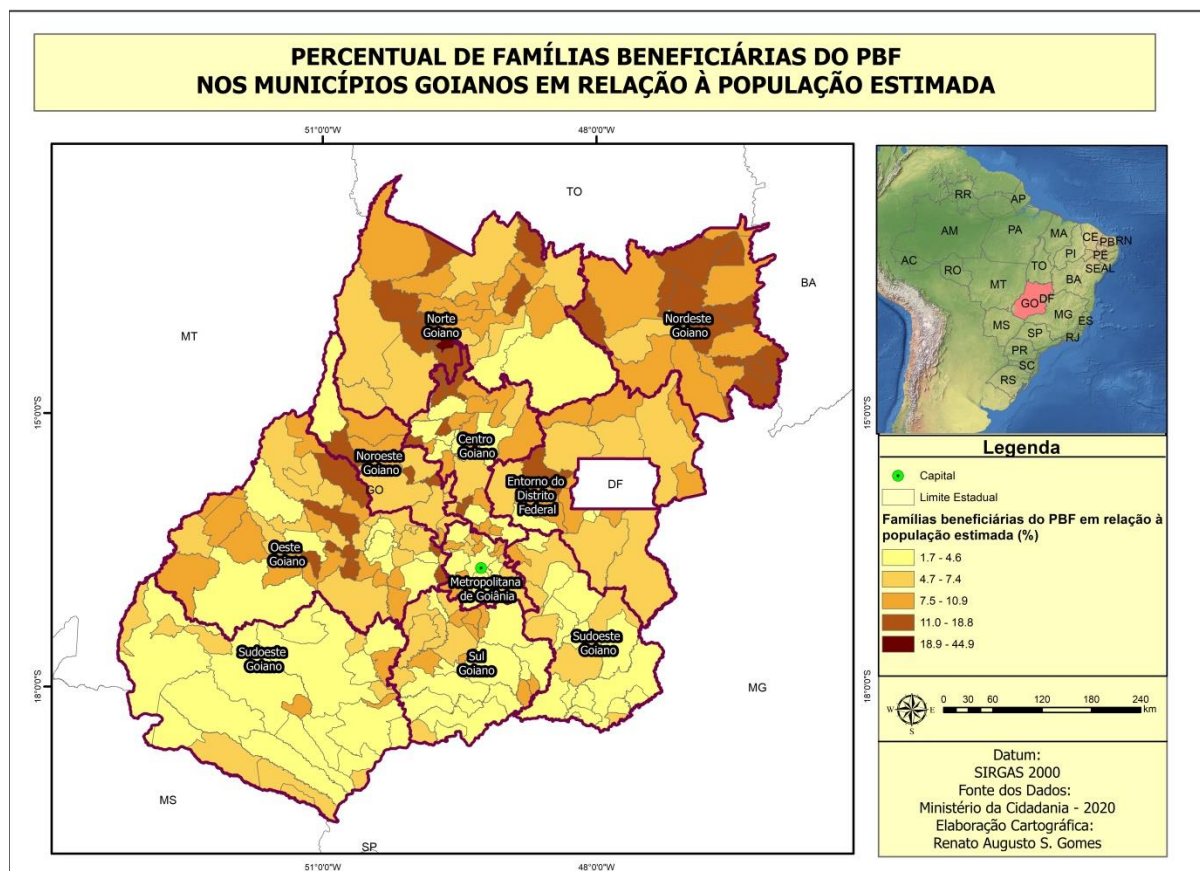 PERCENTUAL DE FAMÍLIAS BENEFICIÁRIAS DO PBF
NOS MUNICÍPIOS GOIANOS EM RELAÇÃO À POPULAÇÃO ESTIMADA
51°0'0"W
48°0'0"W
TO
BA
MT
15°0'0"S
15°0'0"S
Norte
Goiano
Nordeste
Goiano
Centro
Goiano
Noroeste
Goiano
GO
Entorno do
Distrito
Federal
DF
Oeste
Goiano
Metropolitana
de Goiânia
Sudoeste
Goiano
Sul
Goiano
Sudoeste
Goiano
18°0'0"S
18°0'0"S
MG
MS
SP
51°0'0"W
48°0'0"W
RR
AP
AM
PA
MA
CE
RN
PB
PI
PE
AC
TO
SE
AL
RO
BA
MT
GO
DF
MG
ES
MS
SP
RJ
PR
SC
RS
Legenda
Capital
Limite Estadual
Famílias beneficiárias do PBF em relação à
população estimada (%)
1.7 - 4.6
4.7 - 7.4
7.5 - 10.9
11.0 - 18.8
18.9 - 44.9
N
W
E
S
0 30 60 120 180 240
km
Datum:
SIRGAS 2000
Fonte dos Dados:
Ministério da Cidadania - 2020
Elaboração Cartográfica:
Renato Augusto S. Gomes